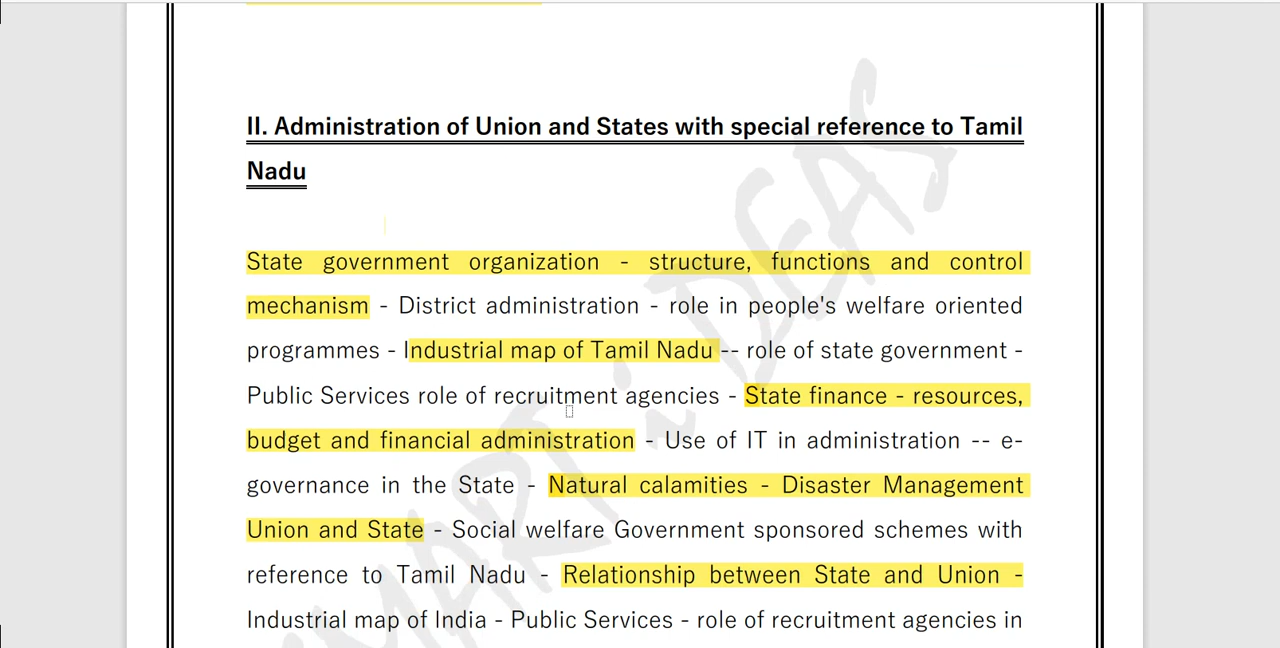 II. Administration of Union and States with special reference to Tamil
Nadu
State government organization - structure, functions and control
mechanism - District administration - role in people's welfare oriented
programmes - Industrial map of Tamil Nadu -- role of state government -
Public Services role of recruitment agencies - State finance - resources,
budget and financial administration - Use of IT in administration -- e-
governance in the State - Natural calamities - Disaster Management
Union and State - Social welfare Government sponsored schemes with
reference to Tamil Nadu - Relationship between State and Union -
Industrial map of India - Public Services - role of recruitment agencies in
SMART iDEAS